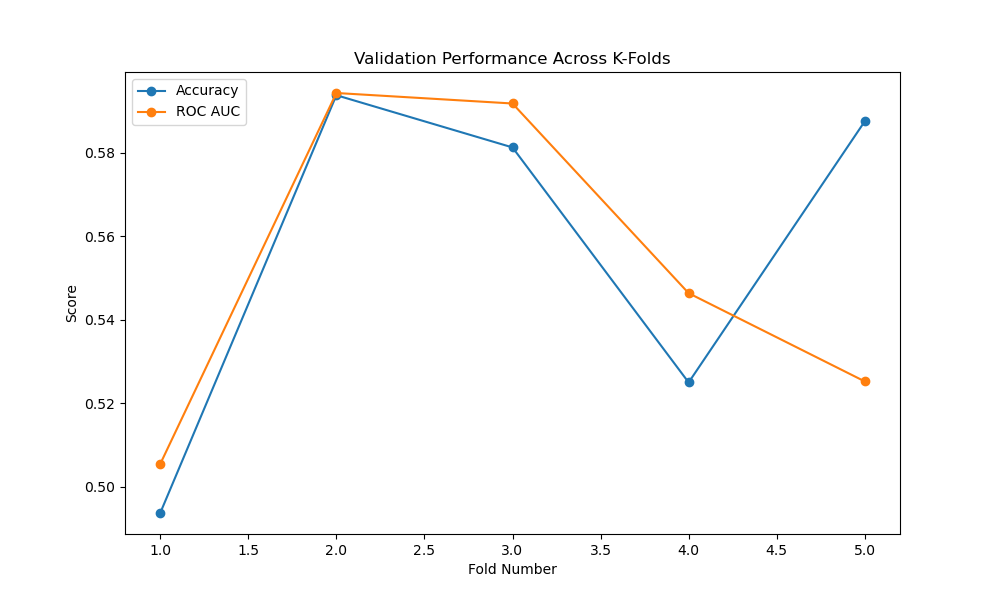 Validation Performance Across K-Folds
Accuracy
ROC AUC
Score
0.58
0.56
0.54
0.52
0.50
1.0 1.5 2.0 2.5 3.0 3.5 4.0 4.5 5.0
Fold Number